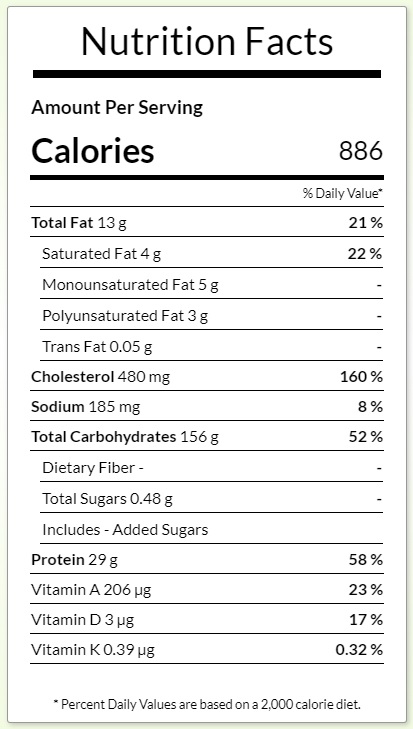 Nutrition Facts
Amount Per Serving
Calories 886
% Daily Value*
Total Fat 13 g 21 %
Saturated Fat 4 g 22 %
Monounsaturated Fat 5 g -
Polyunsaturated Fat 3 g -
Trans Fat 0.05 g -
Cholesterol 480 mg 160 %
Sodium 185 mg 8 %
Total Carbohydrates 156 g 52 %
Dietary Fiber - -
Total Sugars 0.48 g -
Includes - Added Sugars
Protein 29 g 58 %
Vitamin A 206 µg 23 %
Vitamin D 3 µg 17 %
Vitamin K 0.39 µg 0.32 %
* Percent Daily Values are based on a 2,000 calorie diet.